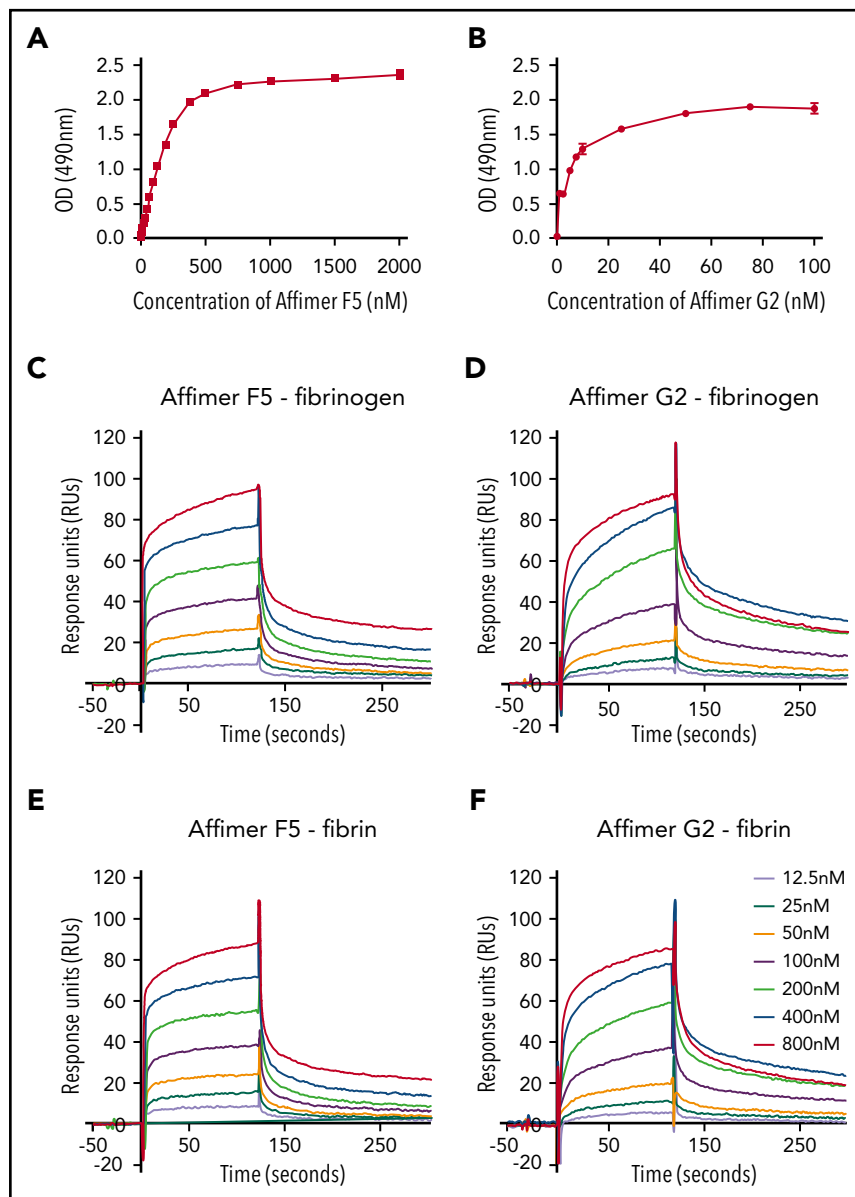 A
2.5
2.0
1.5
1.0
0.5
0.0
OD (490nm)
0 500 1000 1500 2000
Concentration of Affimer F5 (nM)
B
2.5
2.0
1.5
1.0
0.5
0.0
OD (490nm)
0 20 40 60 80 100
Concentration of Affimer G2 (nM)
C
Affimer F5 - fibrinogen
120
100
80
60
40
20
0
-20
Response units (RUs)
-50 50 150 250
Time (seconds)
D
Affimer G2 - fibrinogen
120
100
80
60
40
20
0
-20
Response units (RUs)
-50 50 150 250
Time (seconds)
E
Affimer F5 - fibrin
120
100
80
60
40
20
0
-20
Response units (RUs)
-50 50 150 250
Time (seconds)
F
Affimer G2 - fibrin
120
100
80
60
40
20
0
-20
Response units (RUs)
-50 50 150 250
Time (seconds)
12.5nM
25nM
50nM
100nM
200nM
400nM
800nM